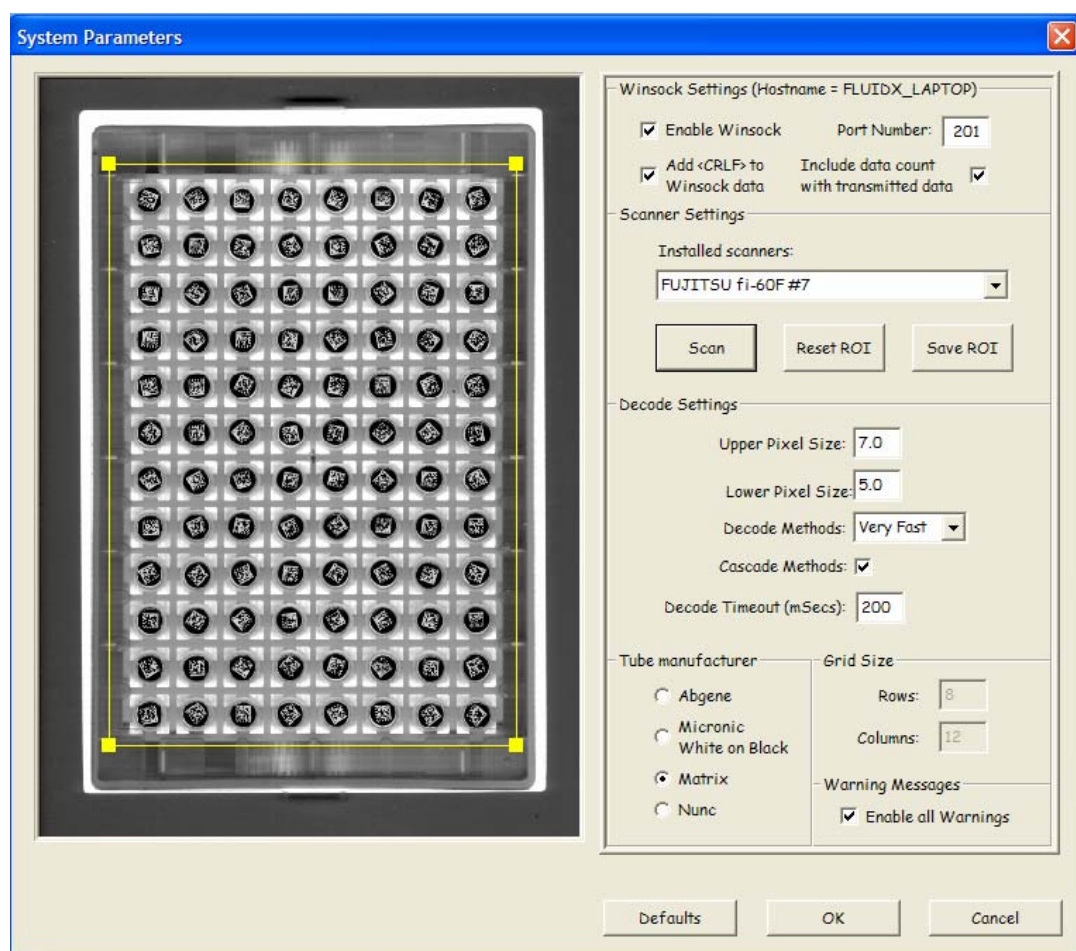 System Parameters
Winsock Settings (Hostname = FLUIDX_LAPTOP)
Enable Winsock
Port Number: 201
Add <CRLF> to
Winsock data
Include data count
with transmitted data
Scanner Settings
Installed scanners:
FUJITSU fi-60F #7
Scan
Reset ROI
Save ROI
Decode Settings
Upper Pixel Size: 7.0
Lower Pixel Size: 5.0
Decode Methods: Very Fast
Cascade Methods:
Decode Timeout (mSecs): 200
Tube manufacturer
Abgene
Micronic
White on Black
Matrix
Nunc
Grid Size
Rows: 8
Columns: 12
Warning Messages
Enable all Warnings
Defaults
OK
Cancel